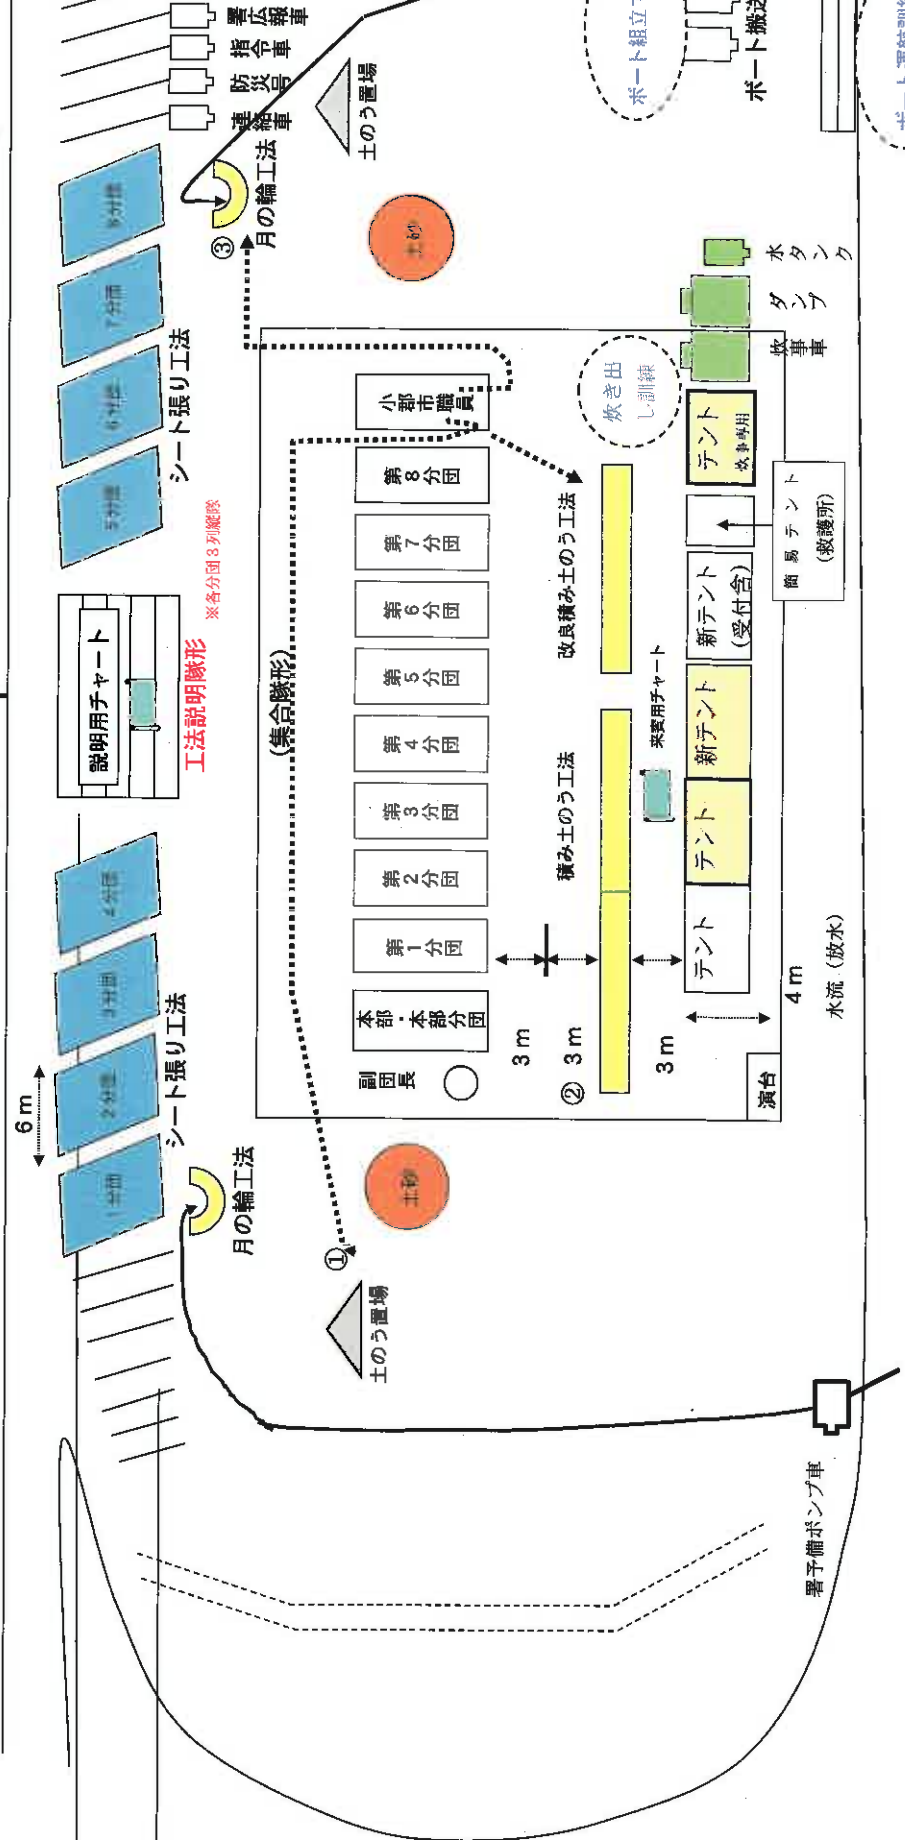 6m
1分団
2分団
3分団
4分団
シート張り工法
説明用チャート
工法説明隊形
※各分団3列縦隊
5分団
6分団
7分団
8分団
シート張り工法
連絡車
防災号
指令車
署広報車
月の輪工法
③
月の輪工法
土のう置場
①
土のう置場
土砂
土砂
(集合隊形)
副団長
本部・本部分団
第1分団
第2分団
第3分団
第4分団
第5分団
第6分団
第7分団
第8分団
小郡市職員
3m
②
3m
3m
積み土のう工法
改良積み土のう工法
来賓用チャート
炊き出
し訓練
演台
4m
テント
テント
新テント
新テント
(受付含)
簡易テント
(救護所)
テント
炊事専用
炊事車
ダンプ
水タンク
水流(放水)
署予備ポンプ車
ボート組立
ボート搬送